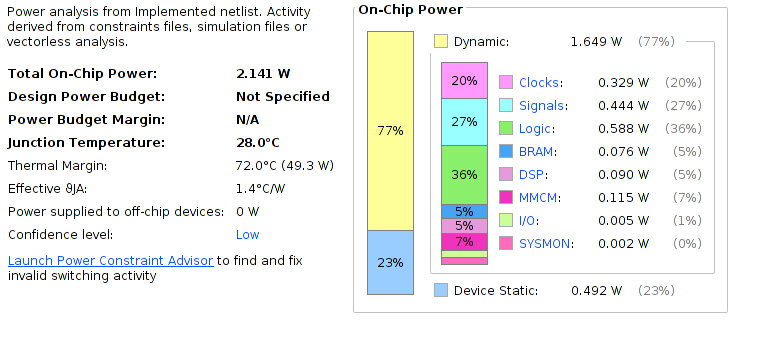 Power analysis from Implemented netlist. Activity
derived from constraints files, simulation files or
vectorless analysis.
Total On-Chip Power: 2.141 W
Design Power Budget: Not Specified
Power Budget Margin: N/A
Junction Temperature: 28.0°C
Thermal Margin: 72.0°C (49.3 W)
Effective ϑJA: 1.4°C/W
Power supplied to off-chip devices: 0 W
Confidence level: Low
Launch Power Constraint Advisor to find and fix
invalid switching activity
On-Chip Power
77%
23%
Dynamic: 1.649 W (77%)
20%
27%
36%
5%
5%
7%
Clocks: 0.329 W (20%)
Signals: 0.444 W (27%)
Logic: 0.588 W (36%)
BRAM: 0.076 W (5%)
DSP: 0.090 W (5%)
MMCM: 0.115 W (7%)
I/O: 0.005 W (1%)
SYSMON: 0.002 W (0%)
Device Static: 0.492 W (23%)